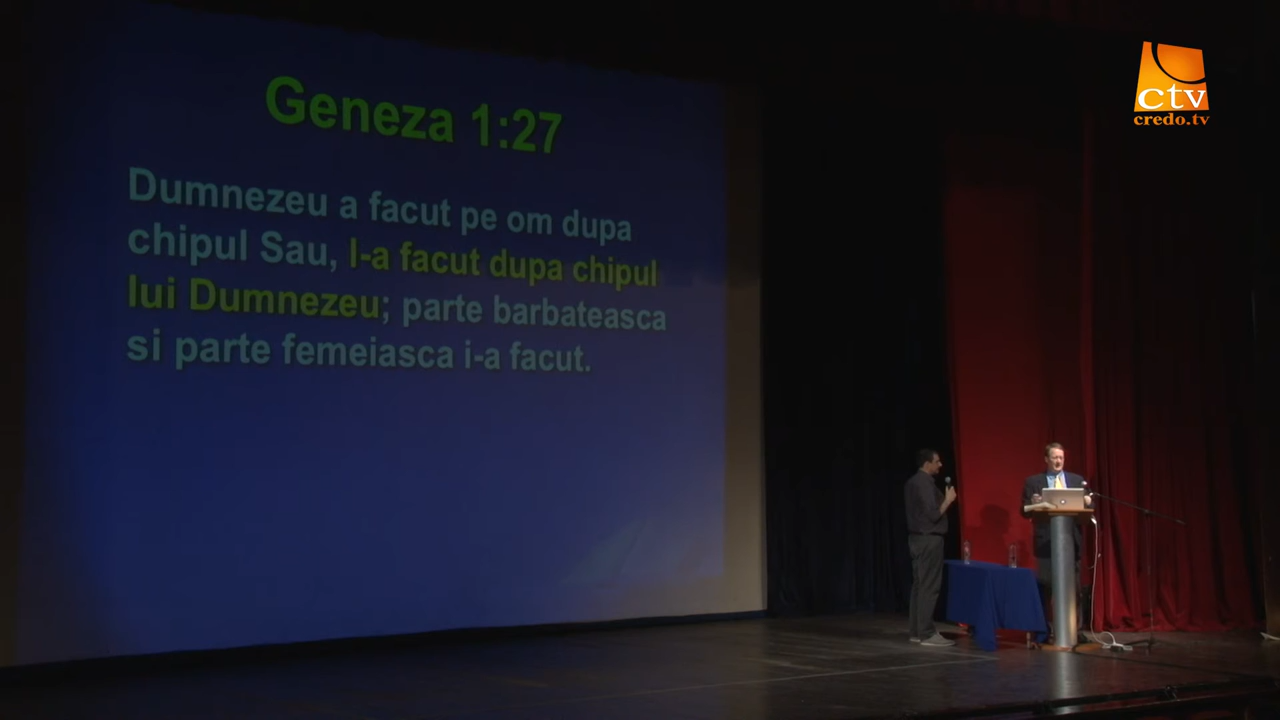 Geneza 1:27
Dumnezeu a facut pe om dupa
chipul Sau, l-a facut dupa chipul
lui Dumnezeu; parte barbateasca
si parte femeiasca i-a facut.
ctv
credo.tv